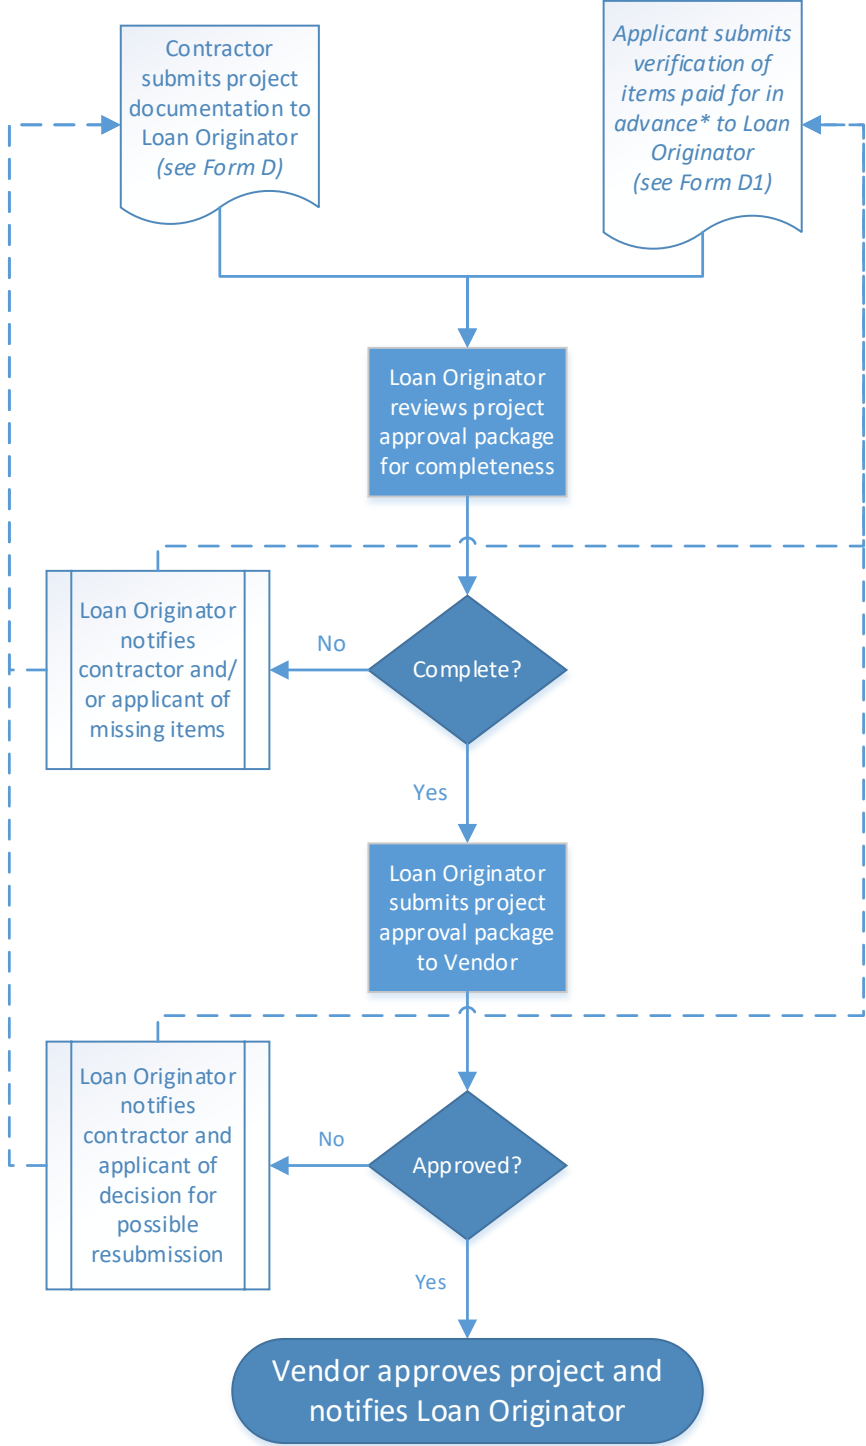 Contractor
submits project
documentation to
Loan Originator
(see Form D)
Applicant submits
verification of
items paid for in
advance* to Loan
Originator
(see Form D1)
Loan Originator
reviews project
approval package
for completeness
Loan Originator
notifies
contractor and/
or applicant of
missing items
No
Complete?
Yes
Loan Originator
submits project
approval package
to Vendor
Loan Originator
notifies
contractor and
applicant of
decision for
possible
resubmission
No
Approved?
Yes
Vendor approves project and
notifies Loan Originator